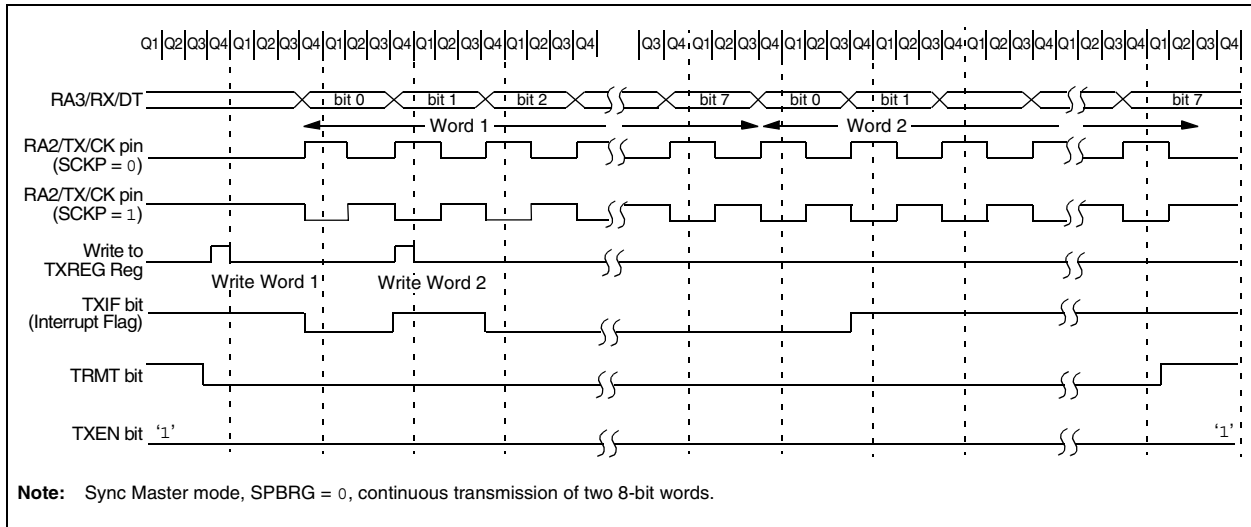 Q1 Q2 Q3 Q4 Q1 Q2 Q3 Q4 Q1 Q2 Q3 Q4 Q1 Q2 Q3 Q4 Q1 Q2 Q3 Q4 Q3 Q4 Q1 Q2 Q3 Q4 Q1 Q2 Q3 Q4 Q1 Q2 Q3 Q4 Q1 Q2 Q3 Q4 Q1 Q2 Q3 Q4 Q1 Q2 Q3 Q4
RA3/RX/DT bit 0 bit 1 bit 2 bit 7 bit 0 bit 1 bit 7
Word 1 Word 2
RA2/TX/CK pin
(SCKP = 0)
RA2/TX/CK pin
(SCKP = 1)
Write to
TXREG Reg
Write Word 1 Write Word 2
TXIF bit
(Interrupt Flag)
TRMT bit
TXEN bit '1' '1'
Note: Sync Master mode, SPBRG = 0, continuous transmission of two 8-bit words.